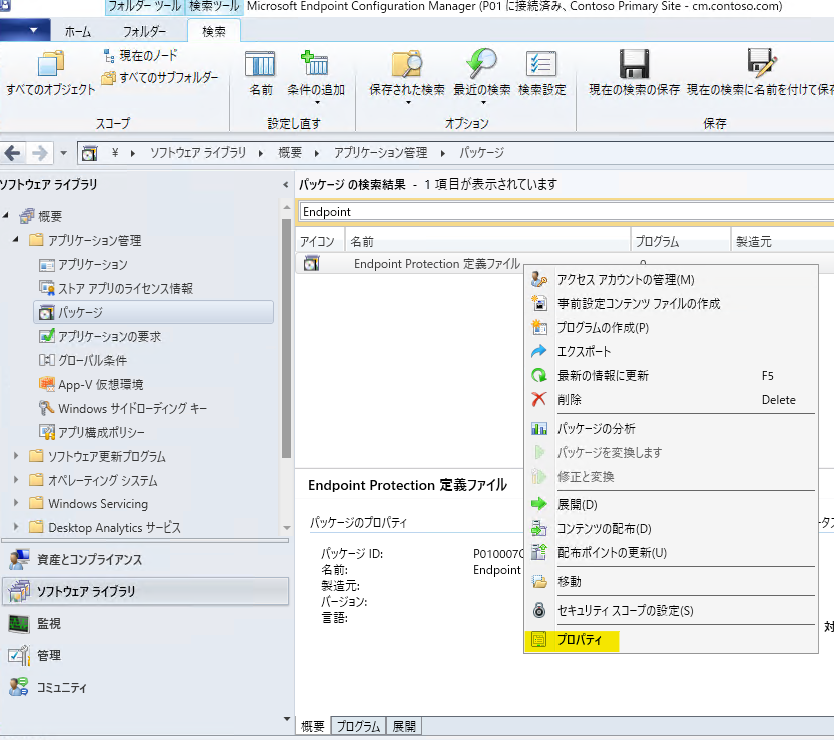 フォルダー ツール 検索ツール Microsoft Endpoint Configuration Manager (P01 に接続済み、Contoso Primary Site - cm.contoso.com)
ホーム フォルダー 検索
すべてのオブジェクト
現在のノード
すべてのサブフォルダー
スコープ
名前 条件の追加
設定し直す
保存された検索 最近の検索 検索設定
オプション
現在の検索の保存 現在の検索に名前を付けて保存
保存
¥ ソフトウェア ライブラリ 概要 アプリケーション管理 パッケージ
ソフトウェア ライブラリ
概要
アプリケーション管理
アプリケーション
ストア アプリのライセンス情報
パッケージ
アプリケーションの要求
グローバル条件
App-V 仮想環境
Windows サイドローディング キー
アプリ構成ポリシー
ソフトウェア更新プログラム
オペレーティング システム
Windows Servicing
Desktop Analytics サービス
資産とコンプライアンス
ソフトウェア ライブラリ
監視
管理
コミュニティ
パッケージ の検索結果 - 1 項目が表示されています
Endpoint
アイコン 名前 プログラム 製造元
Endpoint Protection 定義ファイル 0
アクセス アカウントの管理(M)
事前設定コンテンツ ファイルの作成
プログラムの作成(P)
エクスポート
最新の情報に更新 F5
削除 Delete
パッケージの分析
パッケージを変換します
修正と変換
展開(D)
コンテンツの配布(D)
配布ポイントの更新(U)
移動
セキュリティ スコープの設定(S)
プロパティ
Endpoint Protection 定義ファイル
パッケージのプロパティ
パッケージ ID: P010007
名前: Endpoint
製造元:
バージョン:
言語:
対
概要 プログラム 展開